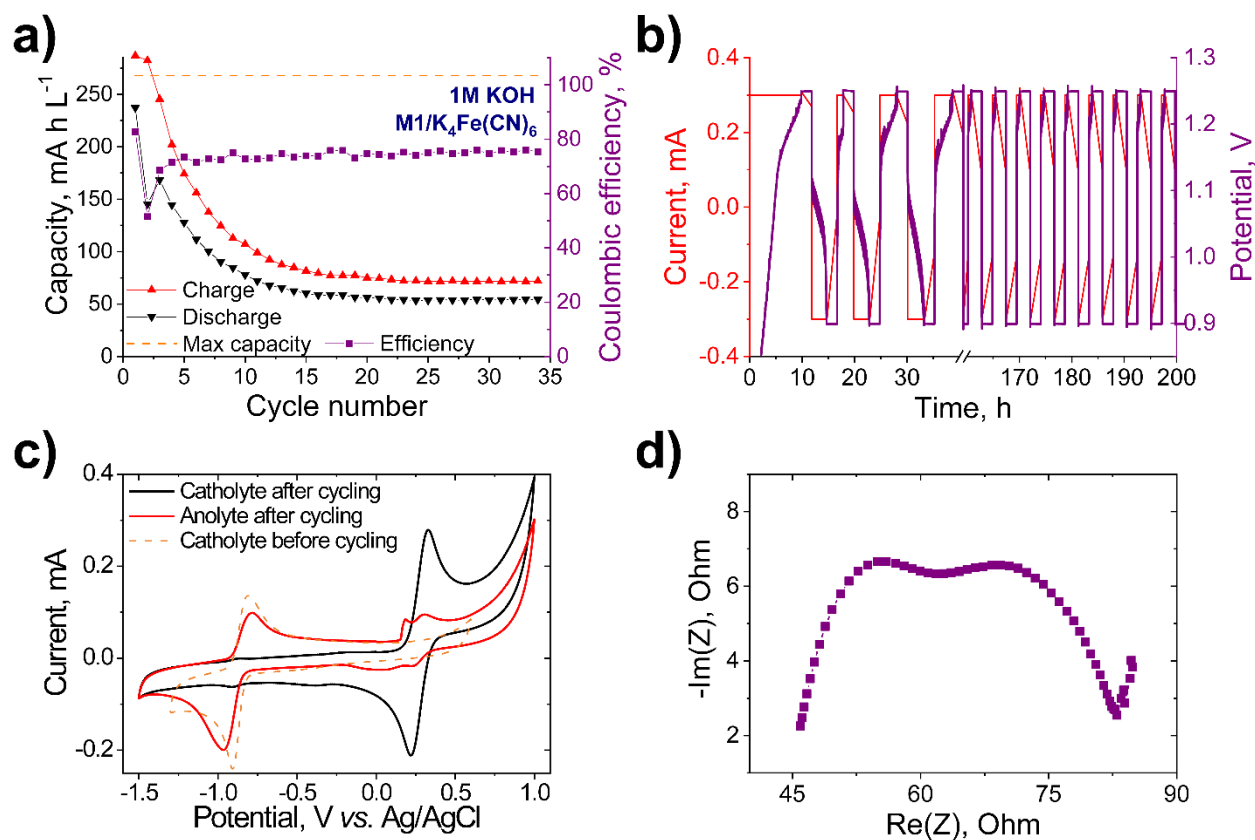 a)
Capacity, mA h L⁻¹
250
200
150
100
50
0
1M KOH
M1/K₄Fe(CN)₆
Charge
Discharge
Max capacity
Efficiency
0 5 10 15 20 25 30 35
Cycle number
100
80
60
40
20
0
Coulombic efficiency, %
b)
Current, mA
0.4
0.2
0.0
-0.2
-0.4
0 10 20 30 170 180 190 200
Time, h
1.3
1.2
1.1
1.0
0.9
Potential, V
c)
Current, mA
0.4
0.2
0.0
-0.2
Catholyte after cycling
Anolyte after cycling
Catholyte before cycling
-1.5 -1.0 -0.5 0.0 0.5 1.0
Potential, V vs. Ag/AgCl
d)
-Im(Z), Ohm
8
6
4
2
45 60 75 90
Re(Z), Ohm